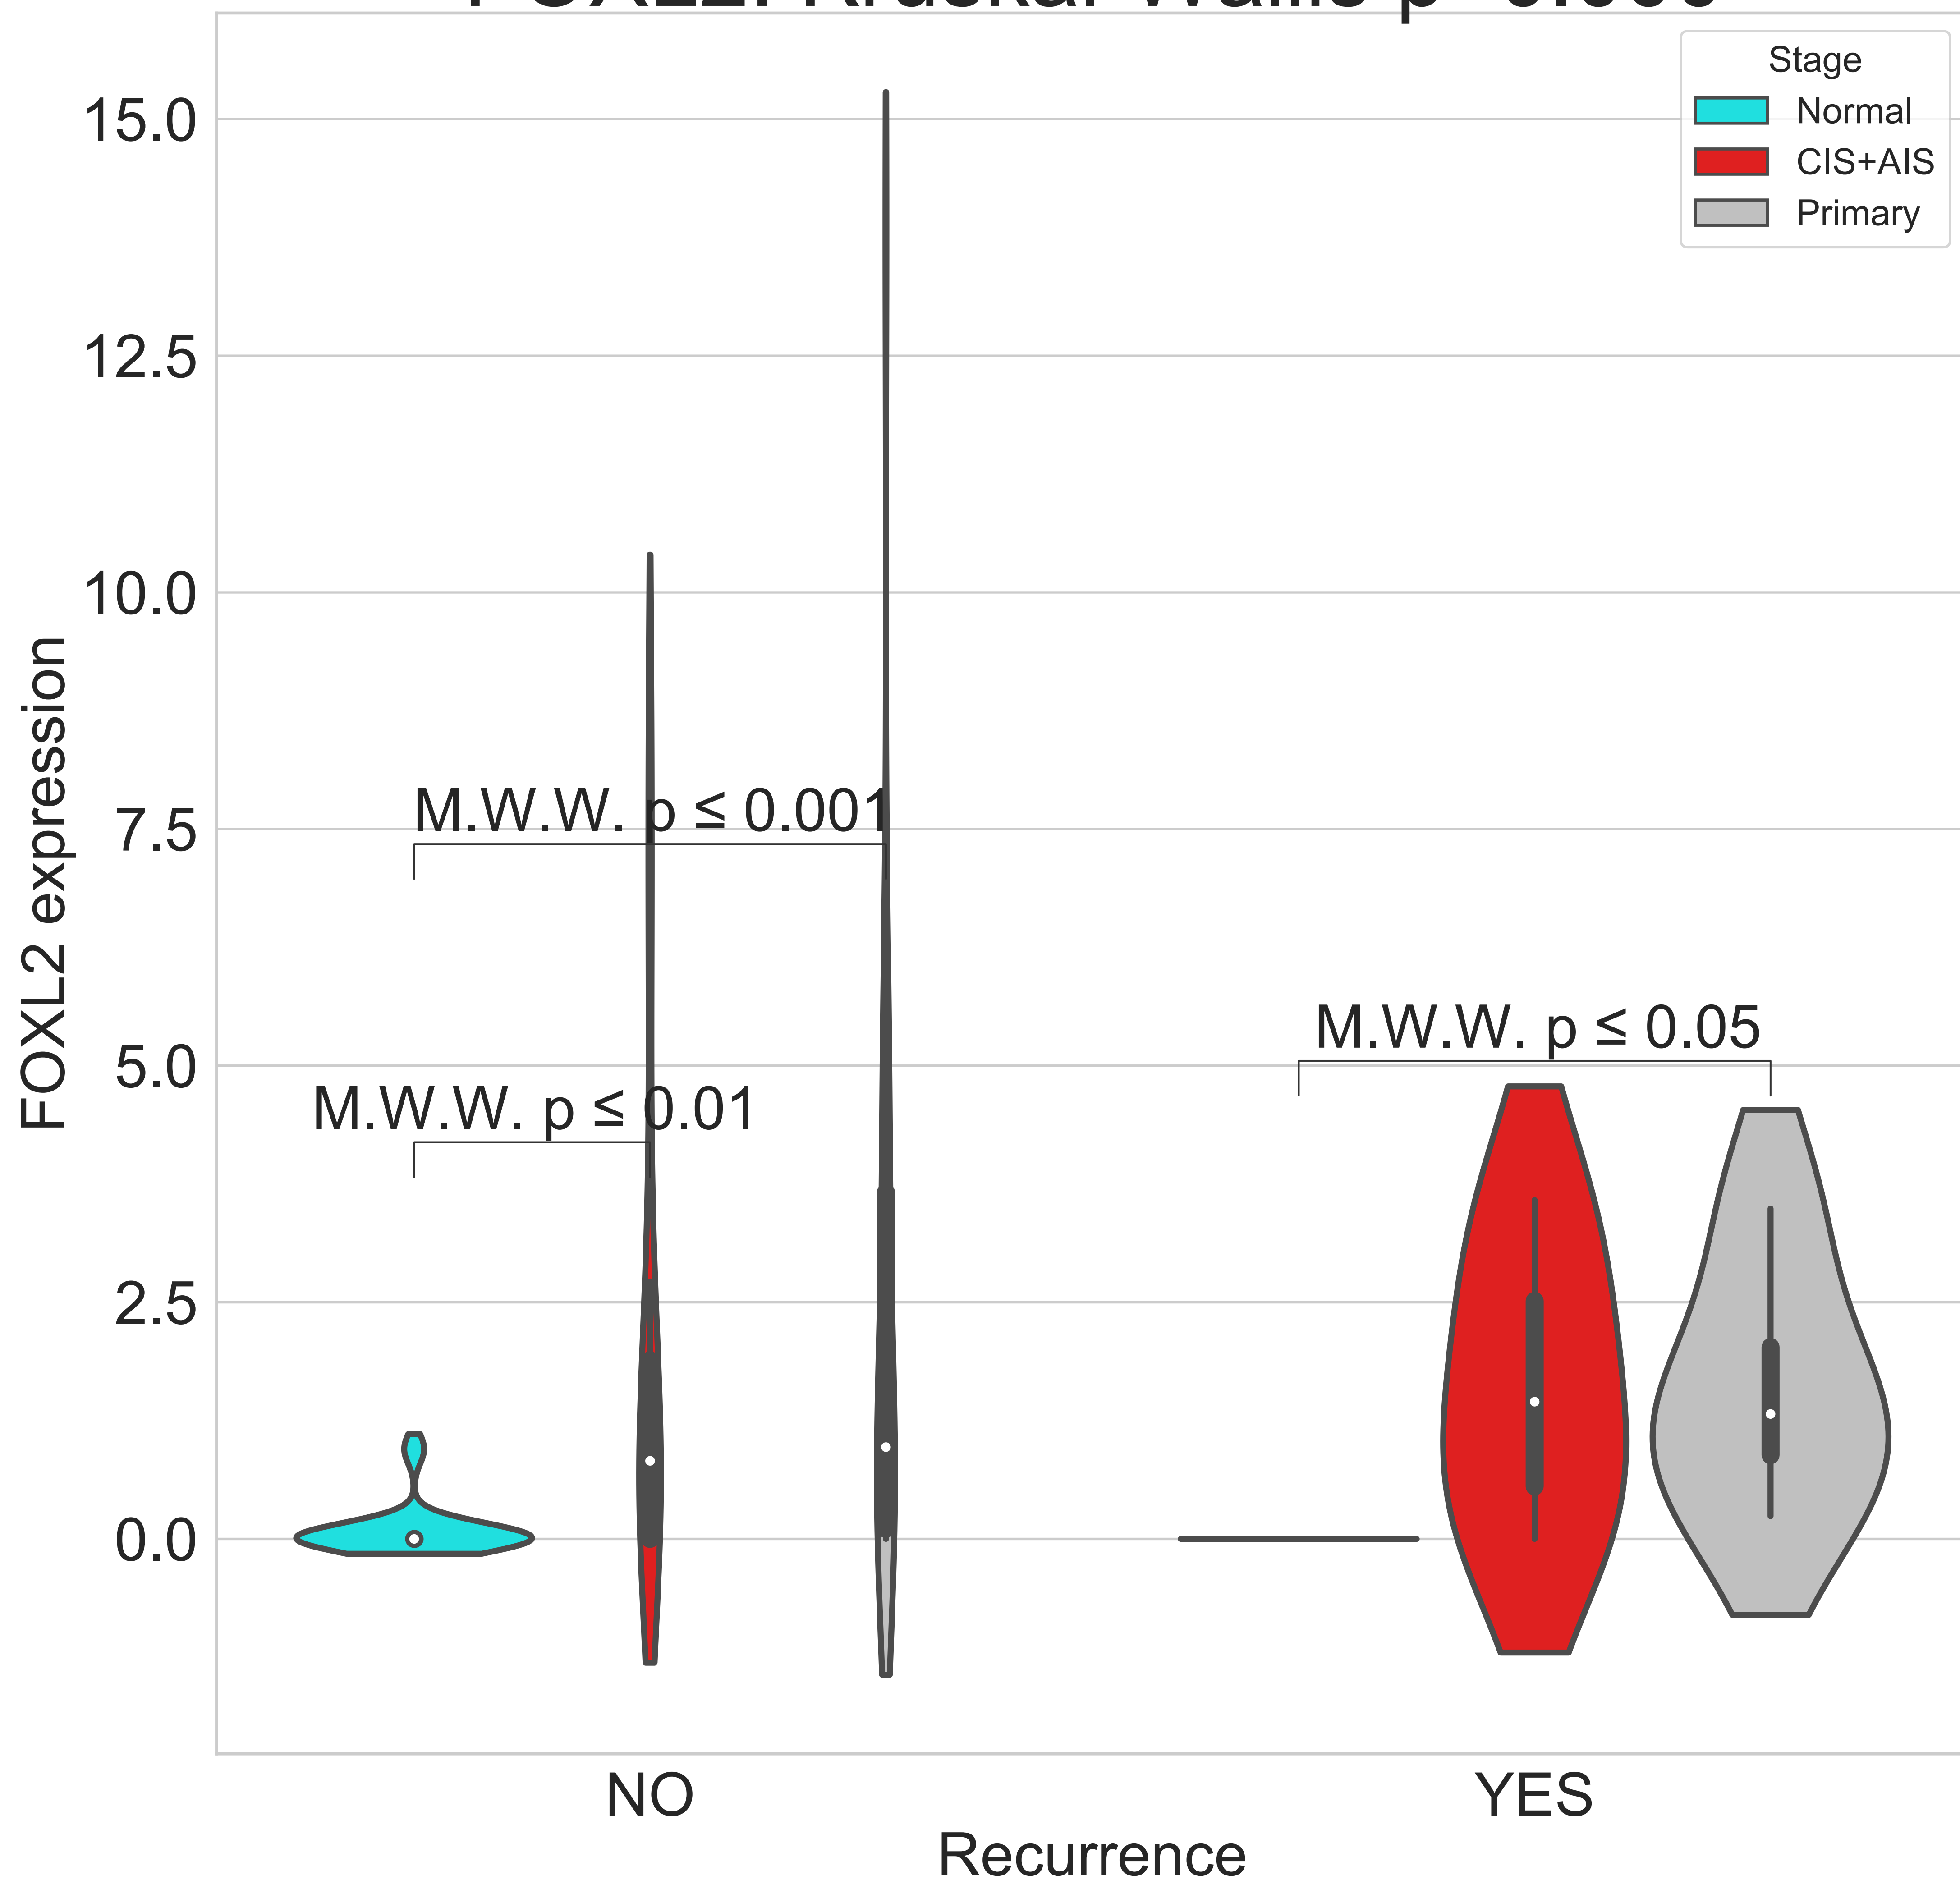 Stage
Normal
CIS+AIS
Primary
15.0
12.5
10.0
7.5
5.0
2.5
0.0
FOXL2 expression
M.W.W. p ≤ 0.001
M.W.W. p ≤ 0.01
M.W.W. p ≤ 0.05
NO
YES
Recurrence